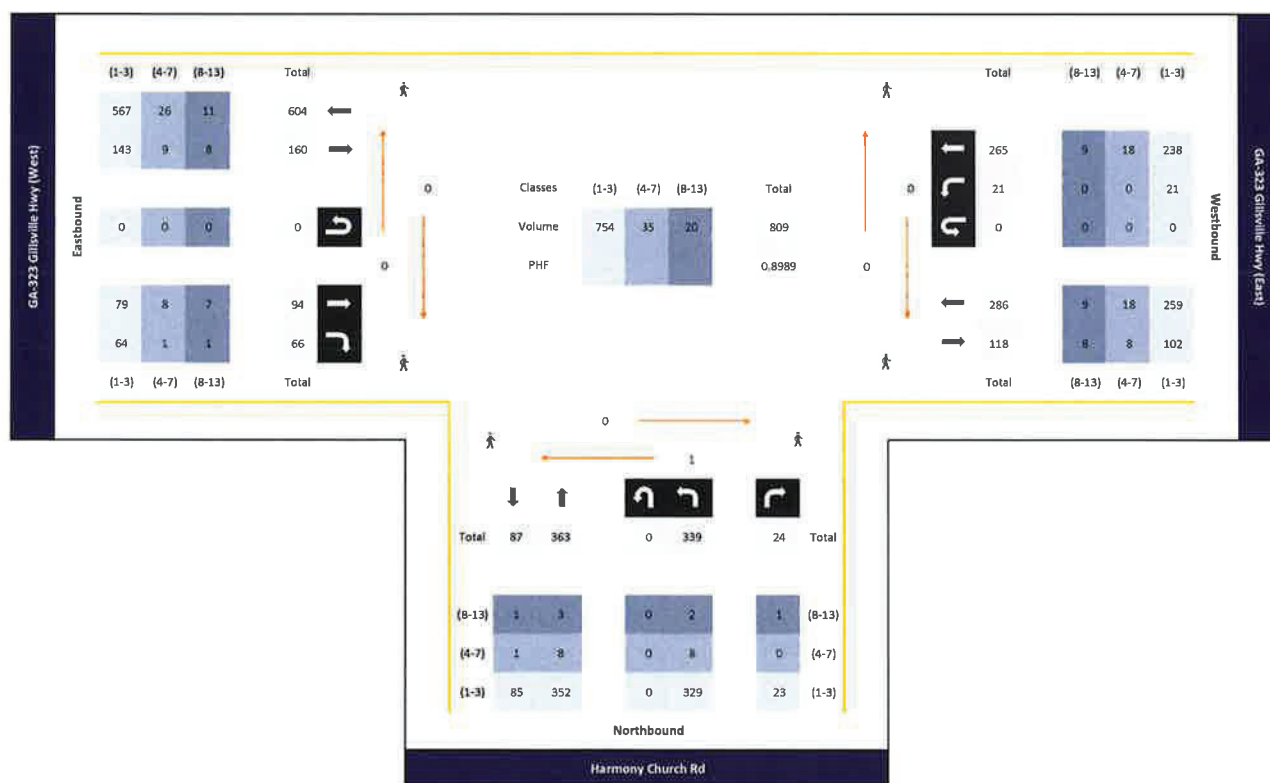 (1-3) (4-7) (8-13) Total
Total (8-13) (4-7) (1-3)
567 26 11 604
143 9 8 160
265 9 18 238
21 0 0 21
0 0 0 0
GA-323 Gillsville Hwy (West)
Eastbound
0 0 0 0
0
0
Classes (1-3) (4-7) (8-13) Total
Volume 754 35 20 809
PHF 0.8989
0
0
Westbound
GA-323 Gillsville Hwy (East)
79 8 7 94
64 1 1 66
(1-3) (4-7) (8-13) Total
286 9 18 259
118 8 8 102
Total (8-13) (4-7) (1-3)
0
1
Total 87 363 0 339 24 Total
(8-13) 1 3 0 2 1 (8-13)
(4-7) 1 8 0 8 0 (4-7)
(1-3) 85 352 0 329 23 (1-3)
Northbound
Harmony Church Rd